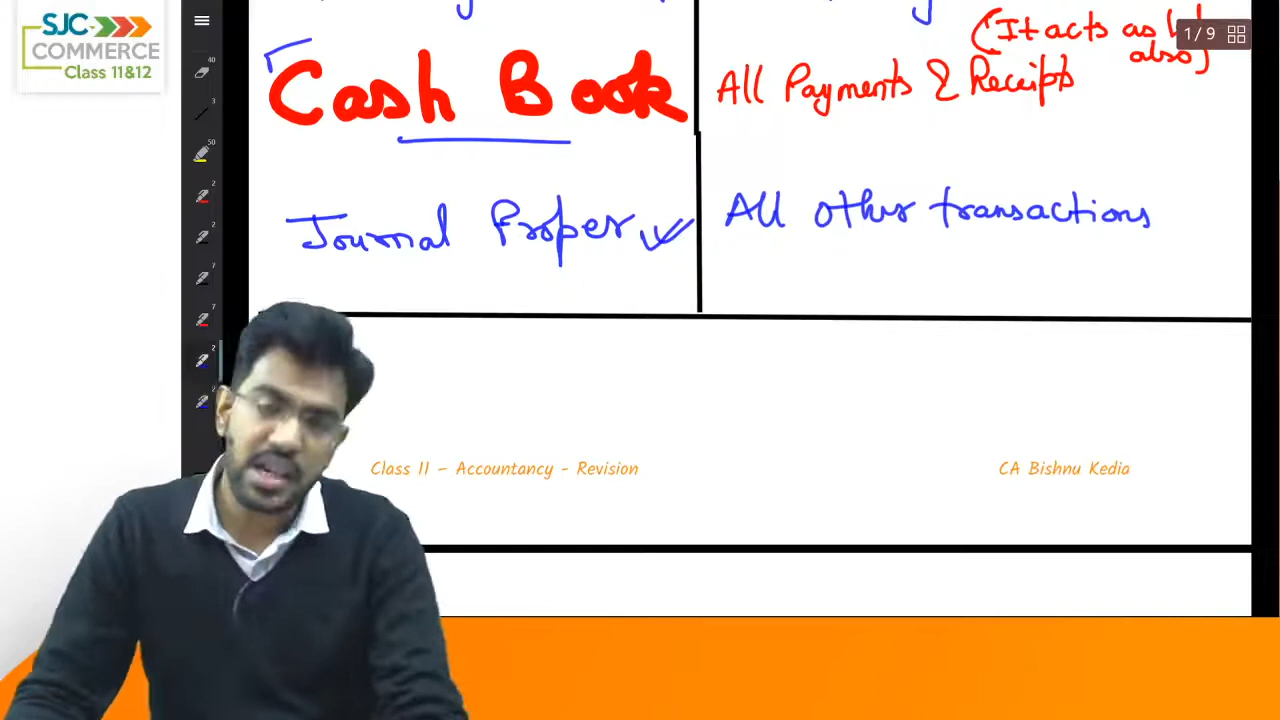 SJC
COMMERCE
Class 11&12
(It acts as
also)
1 / 9
Cash Book
All Payments & Receipts
Journal Proper
All other transactions
Class 11 – Accountancy - Revision
CA Bishnu Kedia